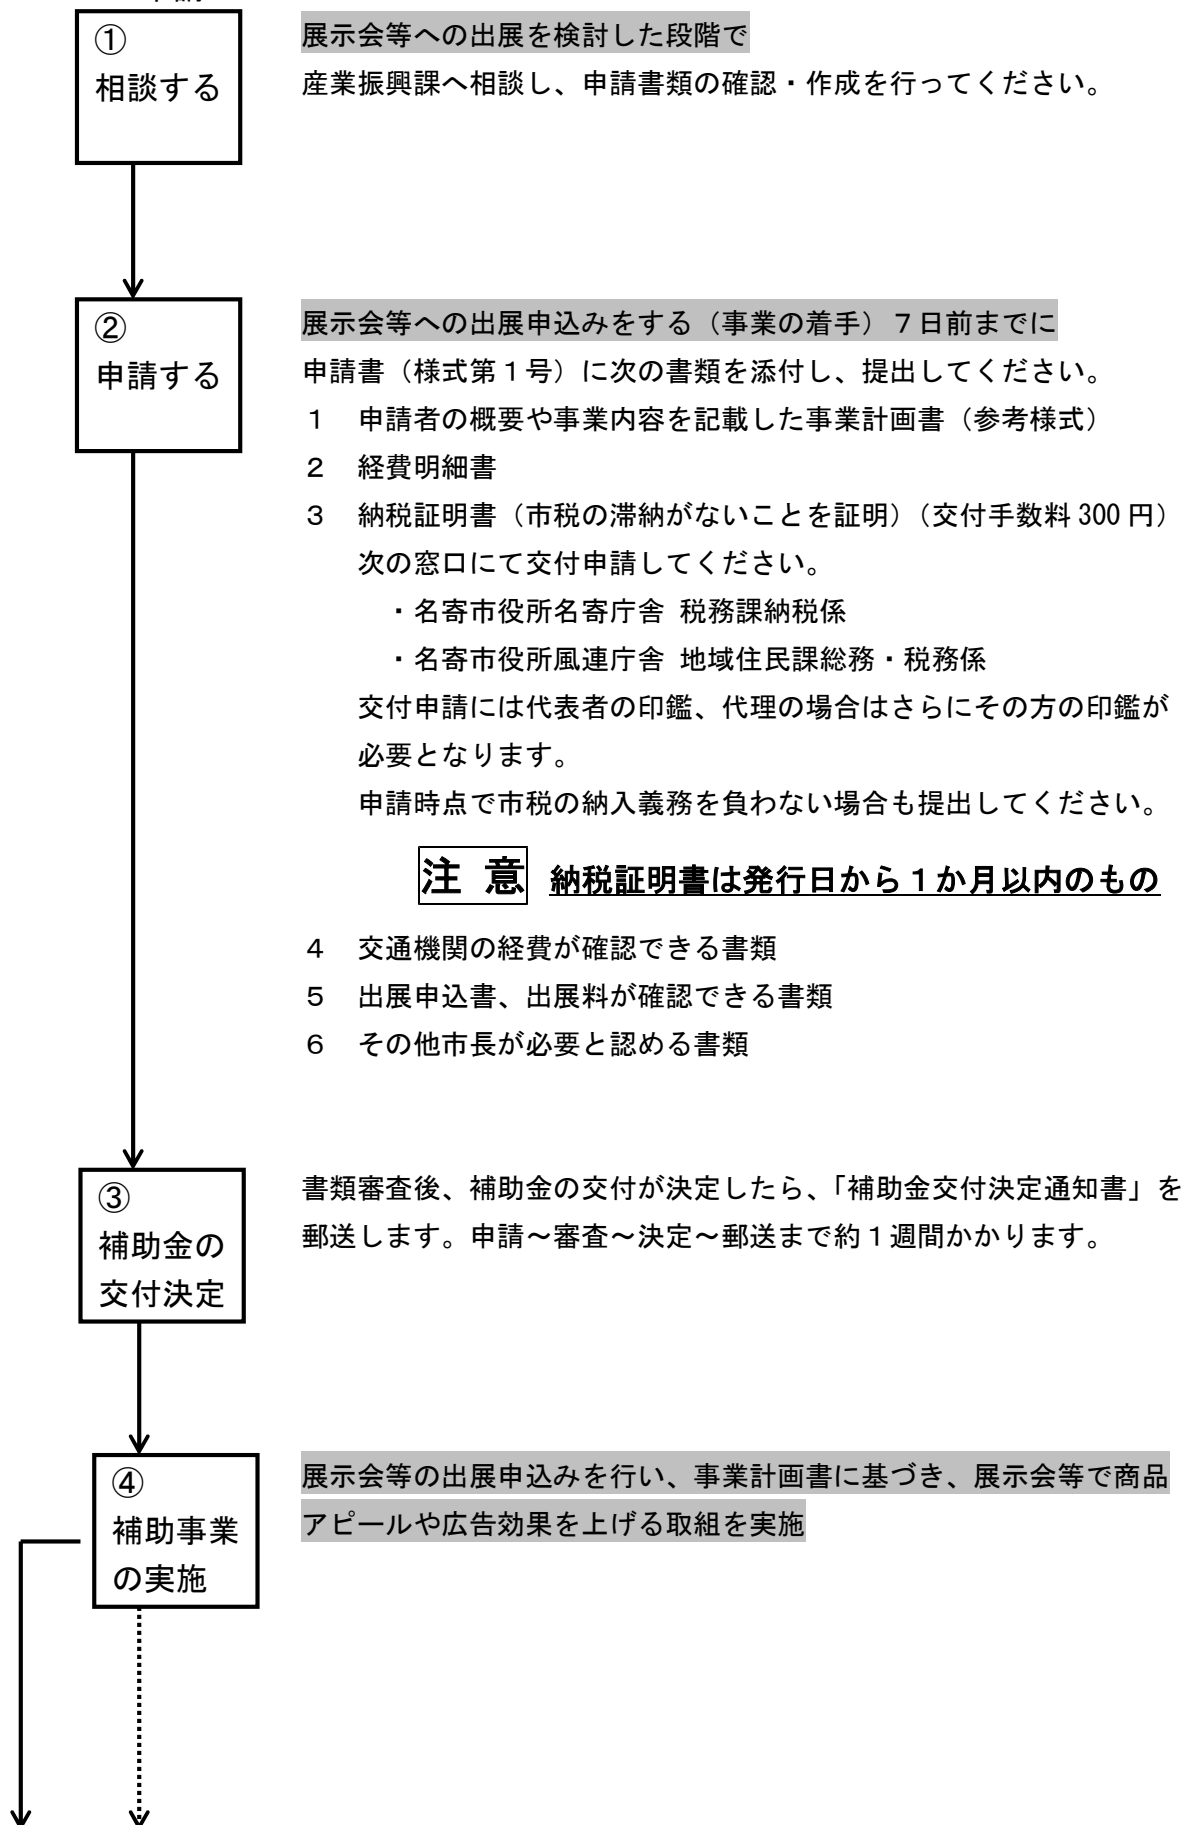 ①
相談する
展示会等への出展を検討した段階で
産業振興課へ相談し、申請書類の確認・作成を行ってください。
②
申請する
展示会等への出展申込みをする（事業の着手）７日前までに
申請書（様式第１号）に次の書類を添付し、提出してください。
１　申請者の概要や事業内容を記載した事業計画書（参考様式）
２　経費明細書
３　納税証明書（市税の滞納がないことを証明）（交付手数料 300 円）
次の窓口にて交付申請してください。
・名寄市役所名寄庁舎 税務課納税係
・名寄市役所風連庁舎 地域住民課総務・税務係
交付申請には代表者の印鑑、代理の場合はさらにその方の印鑑が
必要となります。
申請時点で市税の納入義務を負わない場合も提出してください。
注 意 納税証明書は発行日から１か月以内のもの
４　交通機関の経費が確認できる書類
５　出展申込書、出展料が確認できる書類
６　その他市長が必要と認める書類
③
補助金の
交付決定
書類審査後、補助金の交付が決定したら、「補助金交付決定通知書」を
郵送します。申請～審査～決定～郵送まで約１週間かかります。
④
補助事業
の実施
展示会等の出展申込みを行い、事業計画書に基づき、展示会等で商品
アピールや広告効果を上げる取組を実施